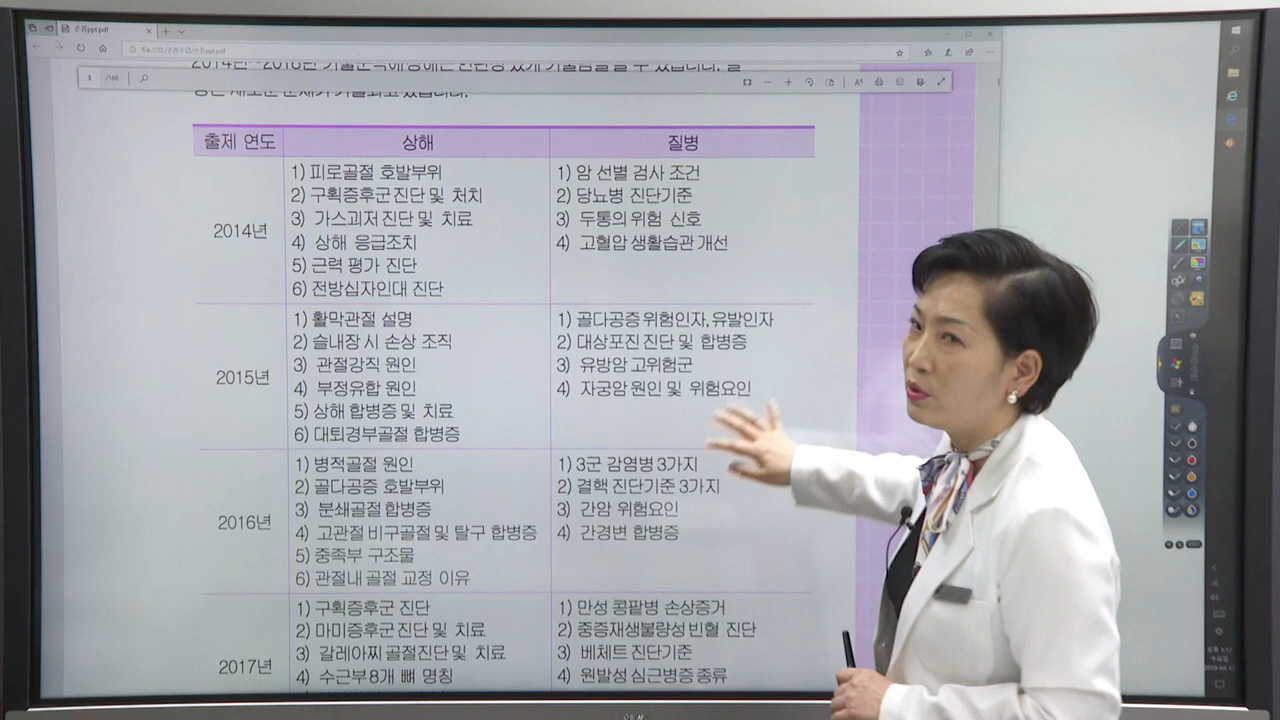 손종ppt.pdf
3 /188
출제 연도 상해 질병
2014년
1) 피로골절 호발부위
2) 구획증후군 진단 및 처치
3) 가스괴저 진단 및 치료
4) 상해 응급조치
5) 근력 평가 진단
6) 전방십자인대 진단
1) 암 선별 검사 조건
2) 당뇨병 진단기준
3) 두통의 위험 신호
4) 고혈압 생활습관 개선
2015년
1) 활막관절 설명
2) 슬내장 시 손상 조직
3) 관절강직 원인
4) 부정유합 원인
5) 상해 합병증 및 치료
6) 대퇴경부골절 합병증
1) 골다공증 위험인자, 유발인자
2) 대상포진 진단 및 합병증
3) 유방암 고위험군
4) 자궁암 원인 및 위험요인
2016년
1) 병적골절 원인
2) 골다공증 호발부위
3) 분쇄골절 합병증
4) 고관절 비구골절 및 탈구 합병증
5) 중족부 구조물
6) 관절내 골절 교정 이유
1) 3군 감염병 3가지
2) 결핵 진단기준 3가지
3) 간암 위험요인
4) 간경변 합병증
2017년
1) 구획증후군 진단
2) 마미증후군 진단 및 치료
3) 갈레아찌 골절진단 및 치료
4) 수근부 8개 뼈 명칭
1) 만성 콩팥병 손상증거
2) 중증재생불량성 빈혈 진단
3) 베체트 진단기준
4) 원발성 심근병증 종류